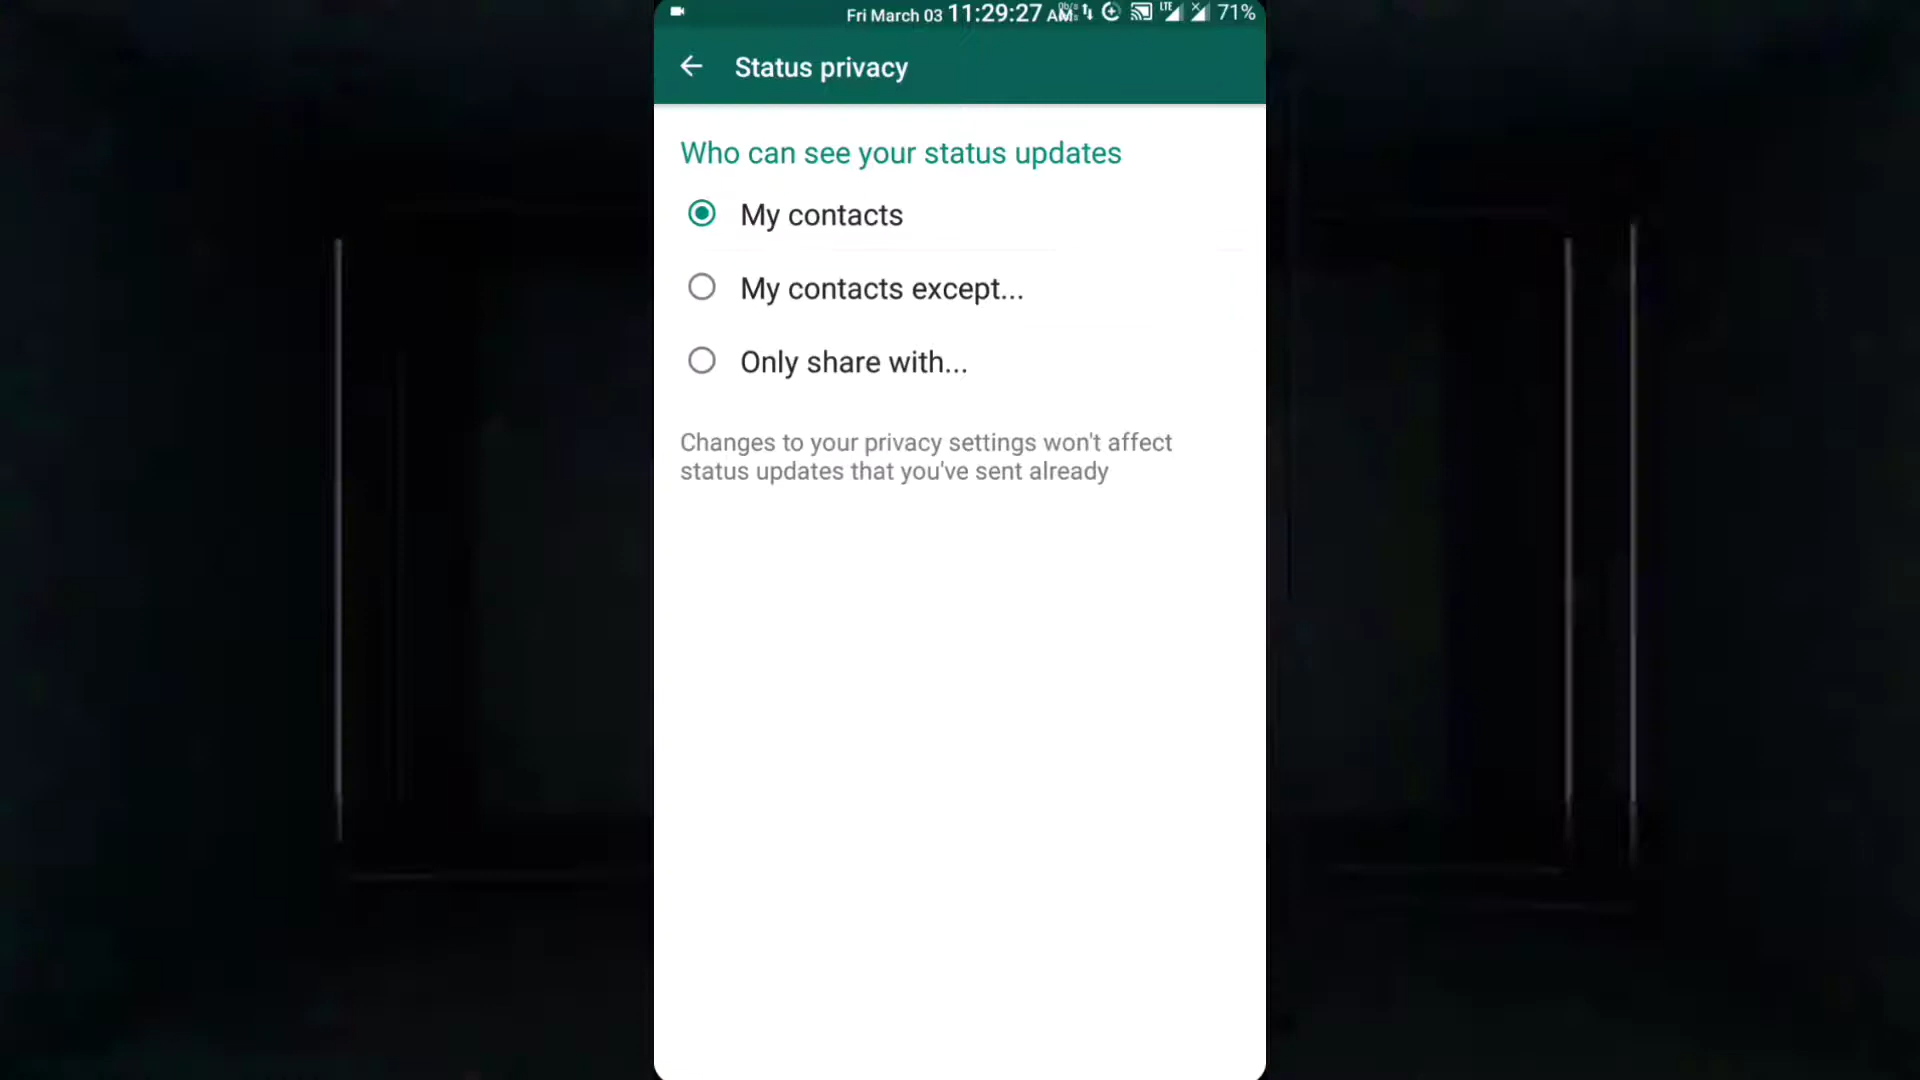 Fri March 03 11:29:27 AM 71%
Status privacy
Who can see your status updates
My contacts
My contacts except...
Only share with...
Changes to your privacy settings won't affect
status updates that you've sent already